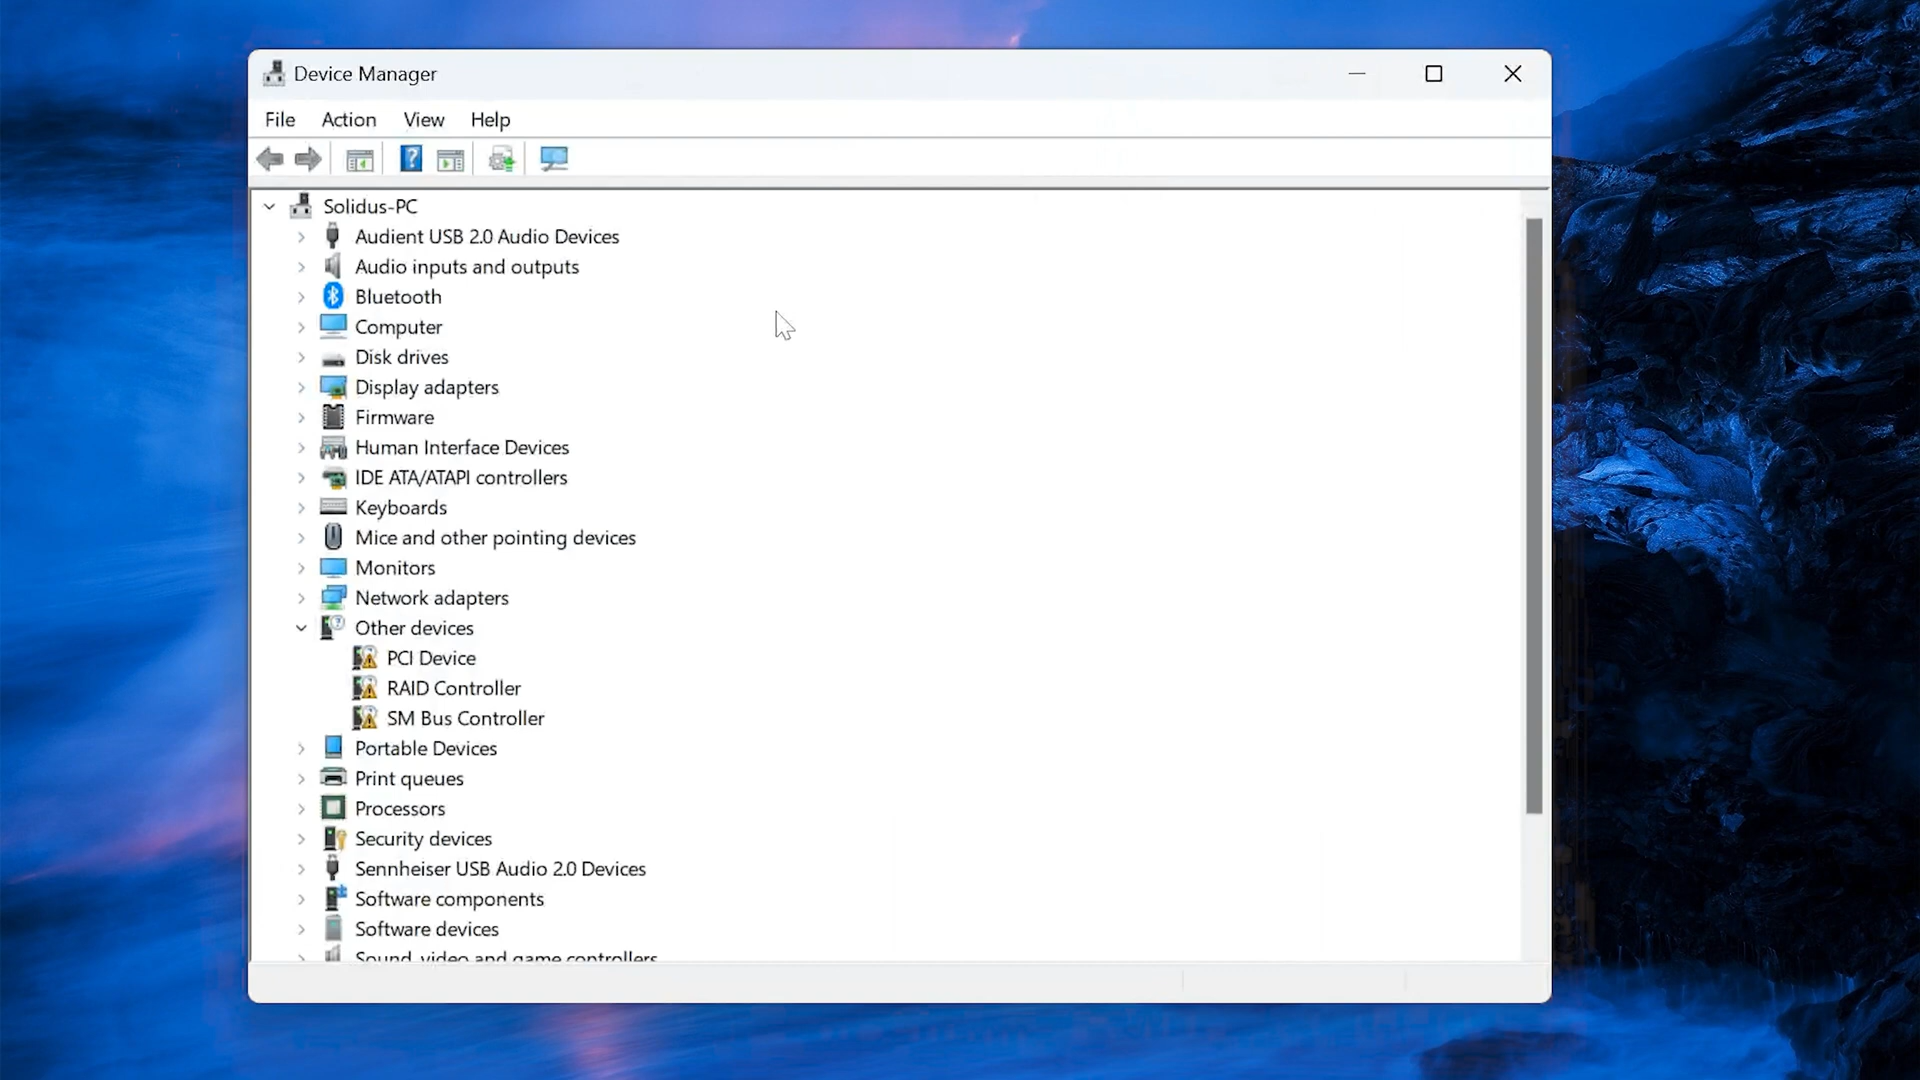 Device Manager
File Action View Help
Solidus-PC
Audient USB 2.0 Audio Devices
Audio inputs and outputs
Bluetooth
Computer
Disk drives
Display adapters
Firmware
Human Interface Devices
IDE ATA/ATAPI controllers
Keyboards
Mice and other pointing devices
Monitors
Network adapters
Other devices
PCI Device
RAID Controller
SM Bus Controller
Portable Devices
Print queues
Processors
Security devices
Sennheiser USB Audio 2.0 Devices
Software components
Software devices
Sound, video and game controllers